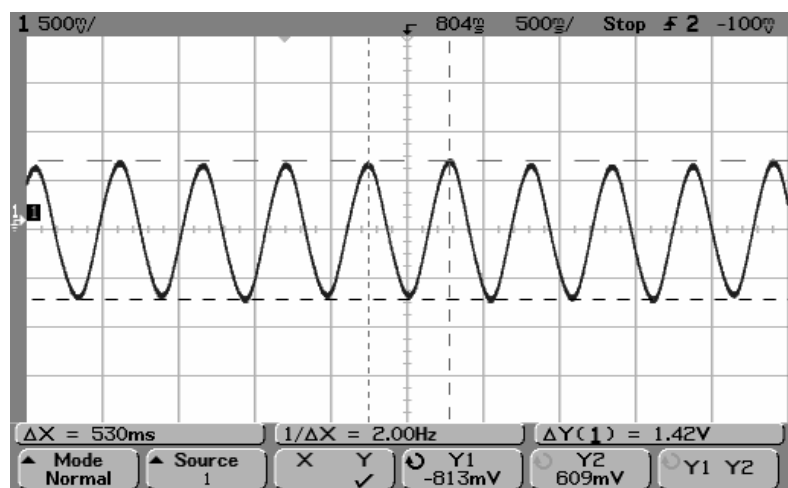 1 500mV/ 804ms 500ms/ Stop 2 -100mV
1
1
ΔX = 530ms 1/ΔX = 2.00Hz ΔY(1) = 1.42V
Mode Source X Y Y1 Y2 Y1 Y2
Normal 1 ✓ -813mV 609mV